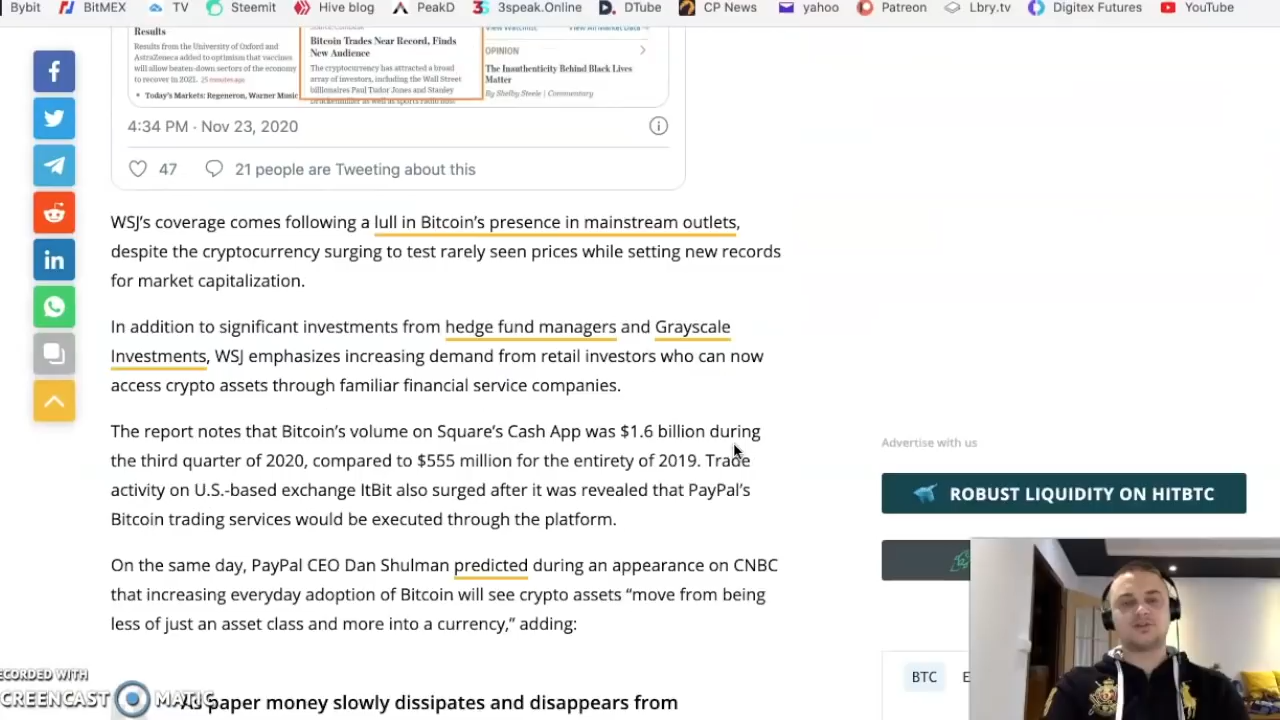 Bybit BitMEX TV Steemit Hive blog PeakD 3speak.Online DTube CP News yahoo Patreon Lbry.tv Digitex Futures YouTube
Results
Results from the University of Oxford and
AstraZeneca added to optimism that vaccines
will allow beaten-down sectors of the economy
to recover in 2021. 25 minutes ago
• Today's Markets: Regeneron, Warner Music
Bitcoin Trades Near Record, Finds
New Audience
The cryptocurrency has attracted a broad
array of investors, including the Wall Street
billionaires Paul Tudor Jones and Stanley
Druckenmiller as well as sports radio host
OPINION
The Inauthenticity Behind Black Lives
Matter
By Shelby Steele | Commentary
4:34 PM · Nov 23, 2020
47 21 people are Tweeting about this
WSJ's coverage comes following a lull in Bitcoin's presence in mainstream outlets,
despite the cryptocurrency surging to test rarely seen prices while setting new records
for market capitalization.
In addition to significant investments from hedge fund managers and Grayscale
Investments, WSJ emphasizes increasing demand from retail investors who can now
access crypto assets through familiar financial service companies.
The report notes that Bitcoin's volume on Square's Cash App was $1.6 billion during
the third quarter of 2020, compared to $555 million for the entirety of 2019. Trade
activity on U.S.-based exchange ItBit also surged after it was revealed that PayPal's
Bitcoin trading services would be executed through the platform.
On the same day, PayPal CEO Dan Shulman predicted during an appearance on CNBC
that increasing everyday adoption of Bitcoin will see crypto assets “move from being
less of just an asset class and more into a currency,” adding:
paper money slowly dissipates and disappears from
Advertise with us
ROBUST LIQUIDITY ON HITBTC
BTC E
RECORDED WITH
SCREENCAST MATIC